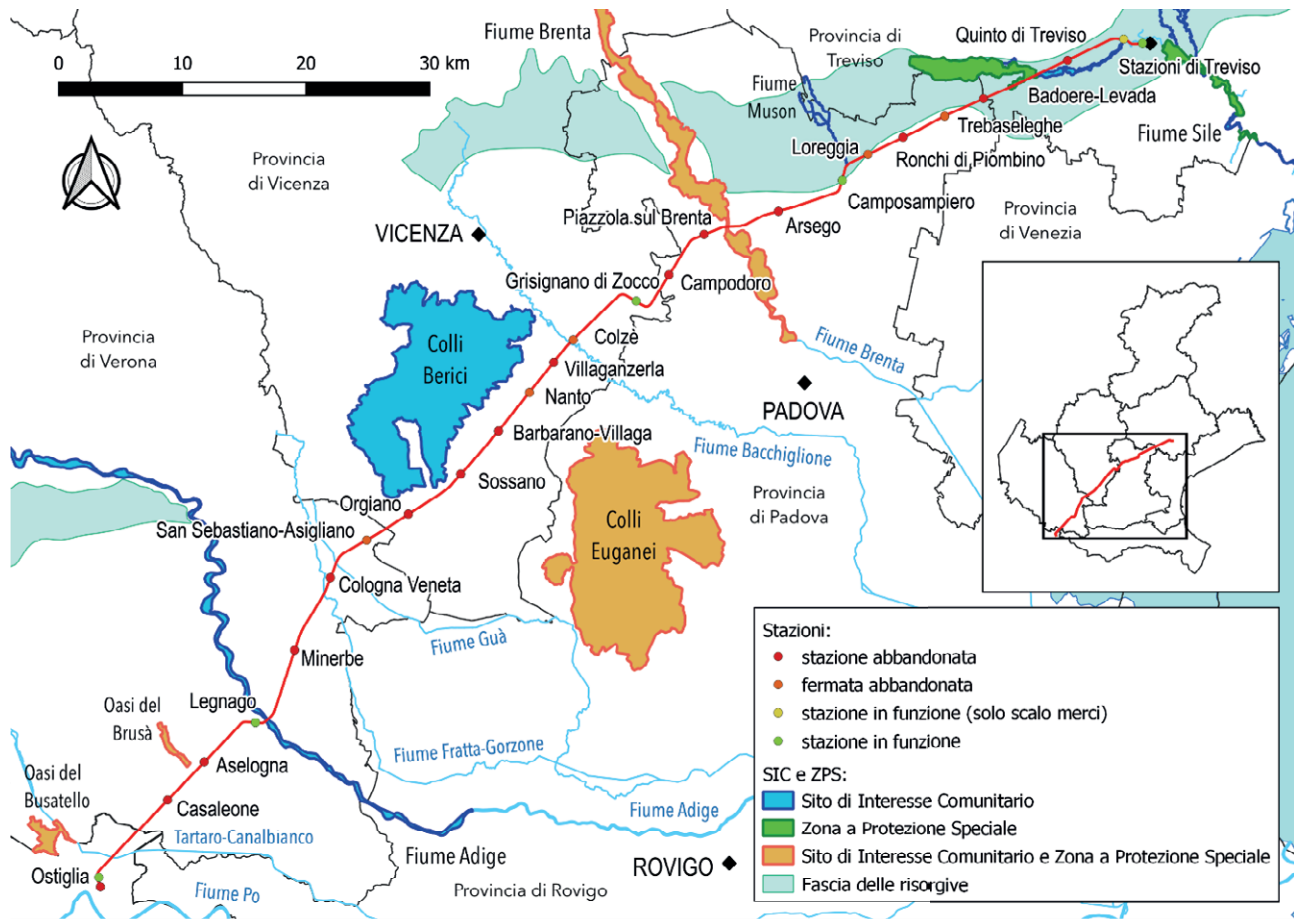 Fiume Brenta
Provincia di
Treviso
Quinto di Treviso
Stazioni di Treviso
0
10
20
30 km
Fiume
Muson
Badoere-Levada
Trebaseleghe
Fiume Sile
Loreggia
Ronchi di Piombino
Provincia
di Vicenza
Camposampiero
Piazzola sul Brenta
Arsego
Provincia
di Venezia
VICENZA
Grisignano di Zocco
Campodoro
Provincia
di Verona
Colli
Berici
Colzè
Fiume Brenta
Villaganzerla
Nanto
PADOVA
Barbarano-Villaga
Fiume Bacchiglione
Sossano
Provincia
di Padova
Orgiano
Colli
Euganei
San Sebastiano-Asigliano
Cologna Veneta
Fiume Guà
Minerbe
Legnago
Oasi del
Brusà
Fiume Fratta-Gorzone
Aselogna
Oasi del
Busatello
Casaleone
Fiume Adige
Tartaro-Canalbianco
Fiume Adige
ROVIGO
Ostiglia
Fiume Po
Provincia di Rovigo
Stazioni:
stazione abbandonata
fermata abbandonata
stazione in funzione (solo scalo merci)
stazione in funzione
SIC e ZPS:
Sito di Interesse Comunitario
Zona a Protezione Speciale
Sito di Interesse Comunitario e Zona a Protezione Speciale
Fascia delle risorgive